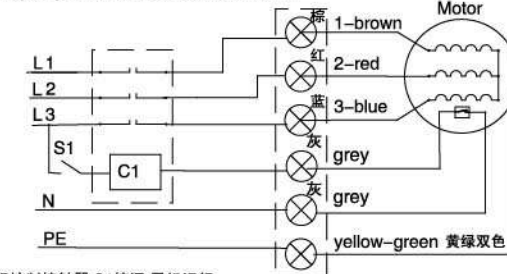 Motor
棕
1-brown
L1
红
2-red
L2
蓝
3-blue
L3
灰
grey
S1
C1
灰
grey
N
PE
yellow-green 黄绿双色